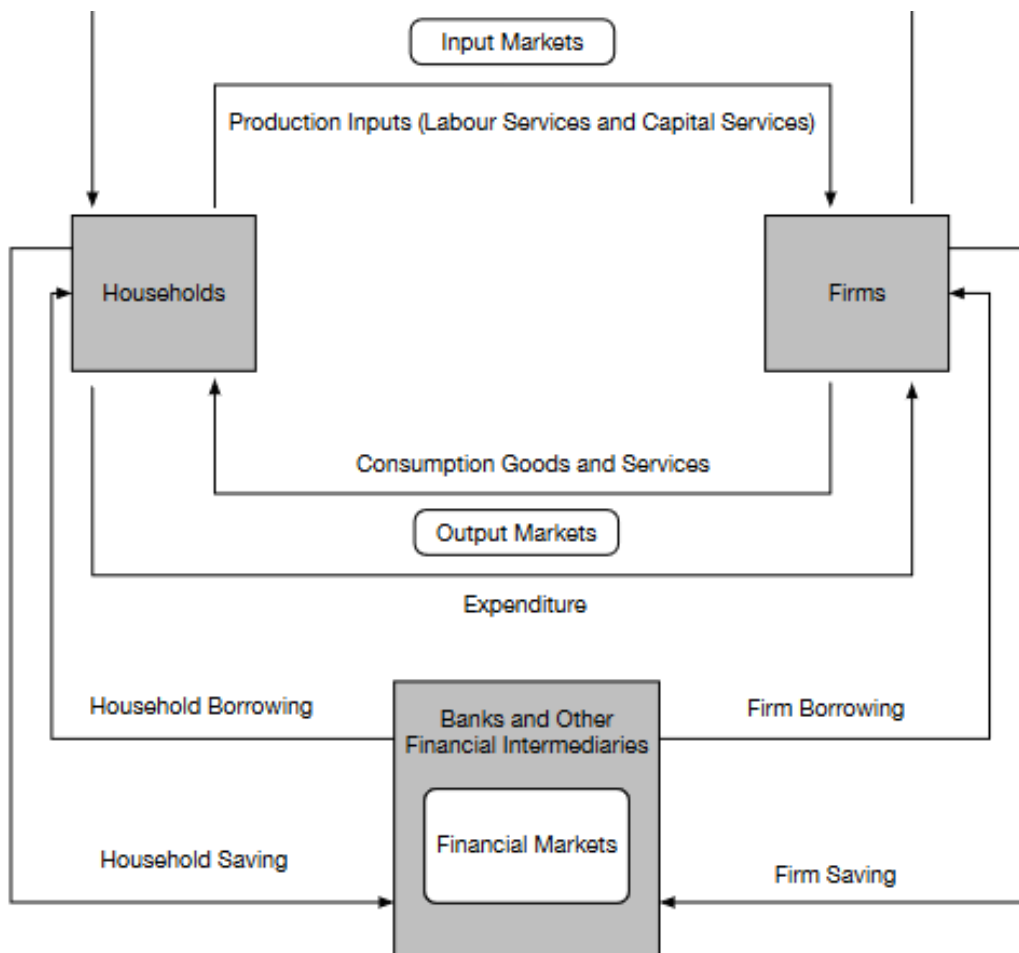 Input Markets
Production Inputs (Labour Services and Capital Services)
Households
Firms
Consumption Goods and Services
Output Markets
Expenditure
Household Borrowing
Banks and Other
Financial Intermediaries
Firm Borrowing
Financial Markets
Household Saving
Firm Saving